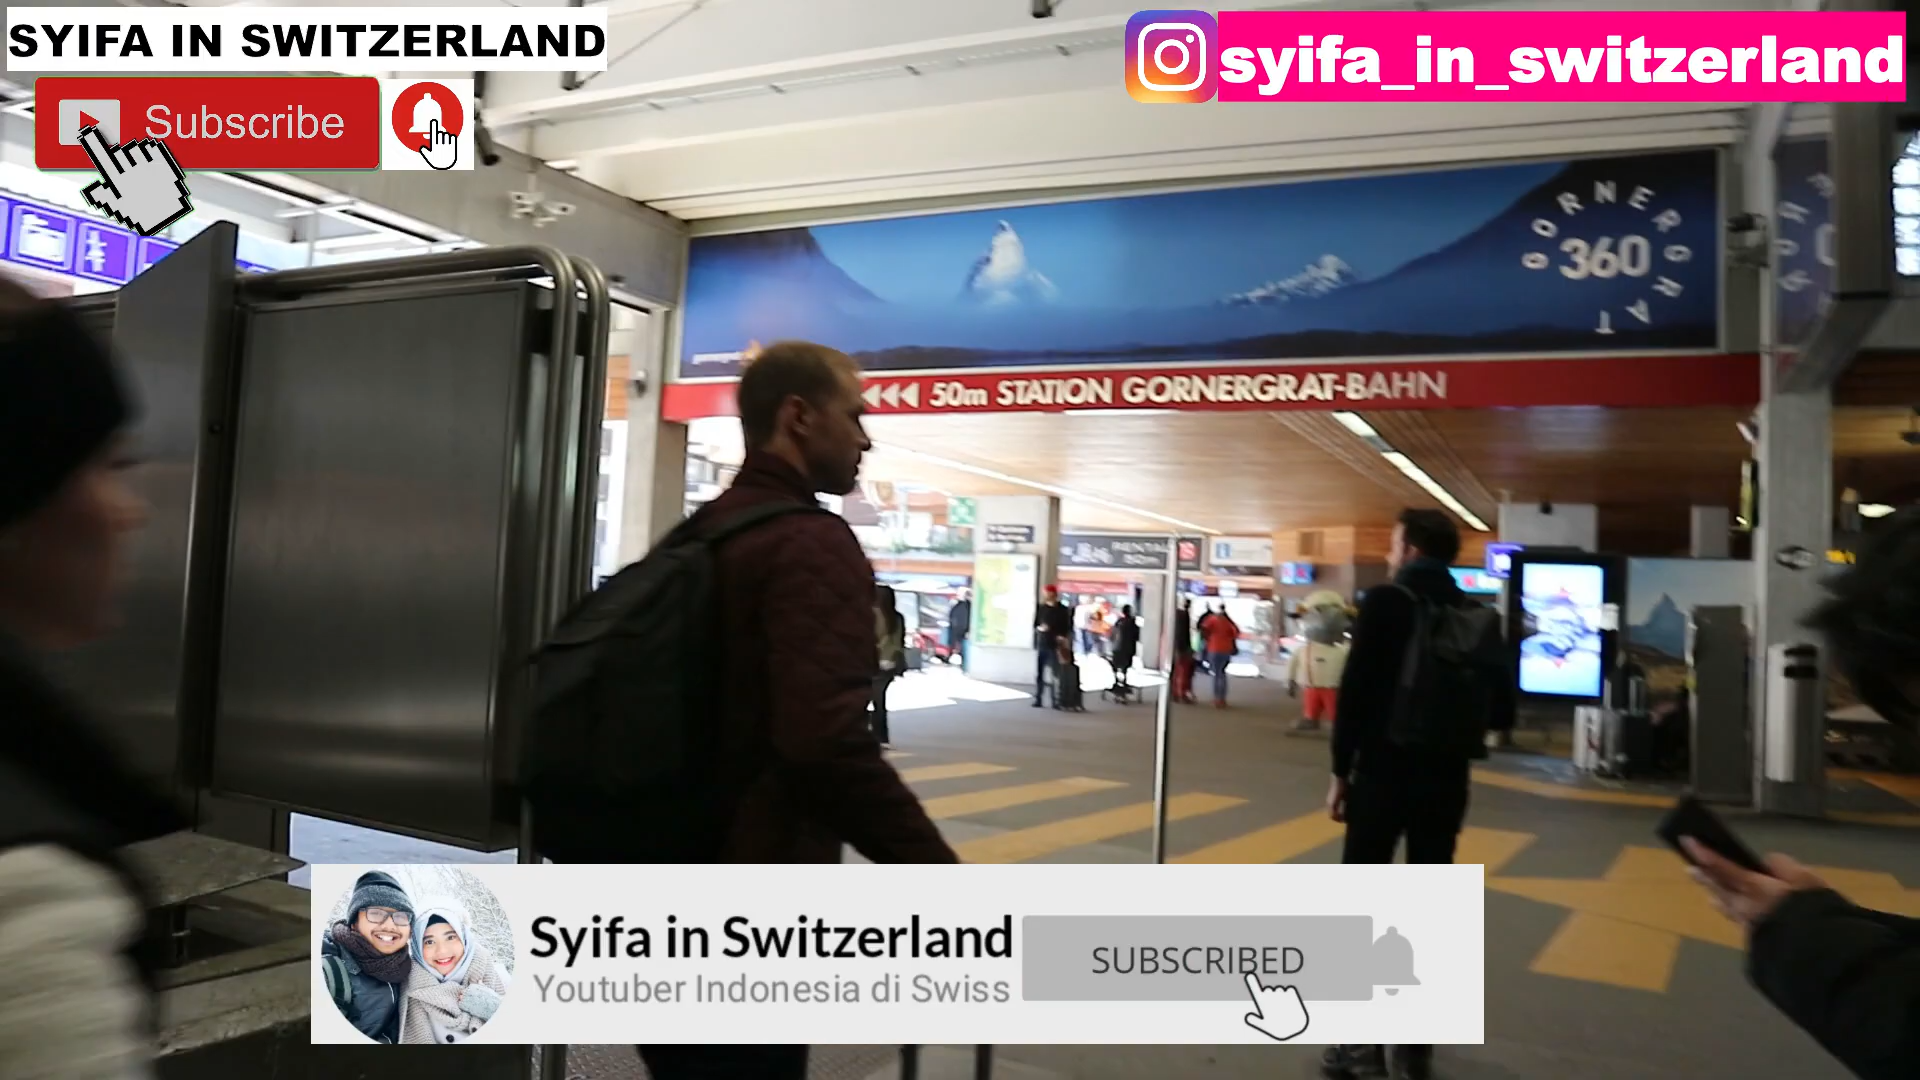 SYIFA IN SWITZERLAND
syifa_in_switzerland
Subscribe
GORNERGRAT
360
50m STATION GORNERGRAT-BAHN
RENTAL
Syifa in Switzerland
SUBSCRIBED
Youtuber Indonesia di Swiss